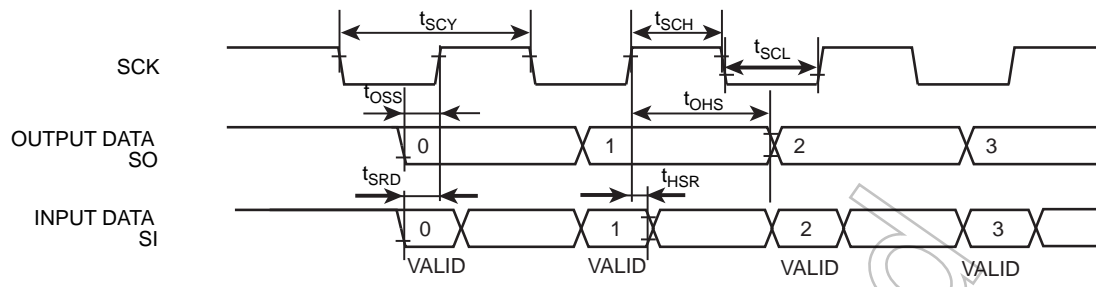 tSCY
tSCH
tSCL
SCK
tOSS
tOHS
OUTPUT DATA
SO
0
1
2
3
tSRD
tHSR
INPUT DATA
SI
0
1
2
3
VALID
VALID
VALID
VALID